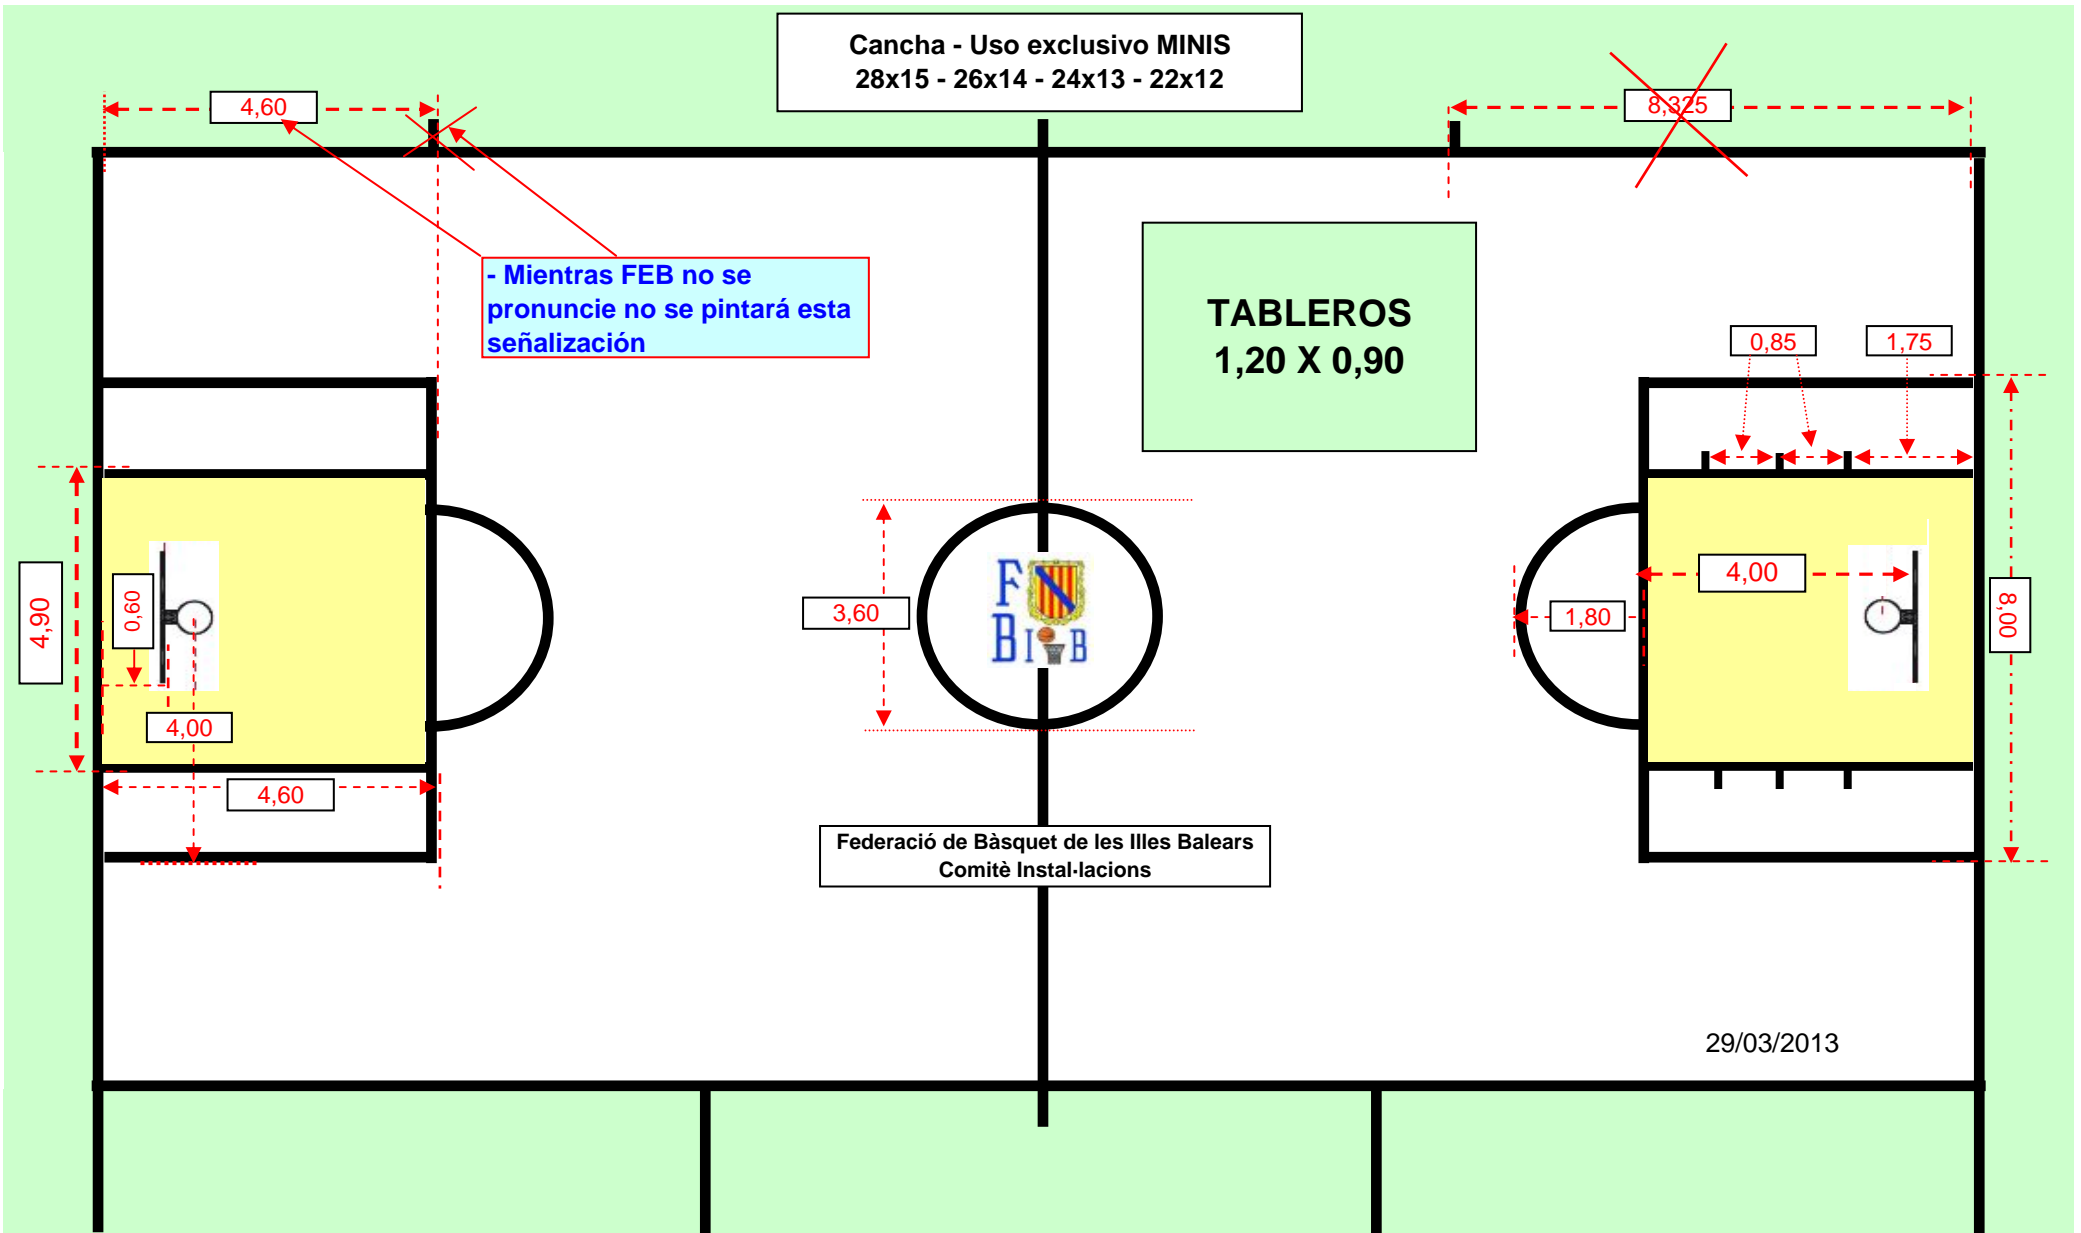 Cancha - Uso exclusivo MINIS
28x15 - 26x14 - 24x13 - 22x12
4,60
8,325
- Mientras FEB no se
pronuncie no se pintará esta
señalización
TABLEROS
1,20 X 0,90
0,85
1,75
4,90
0,60
4,00
4,60
3,60
F
B I B
1,80
4,00
8,00
Federació de Bàsquet de les Illes Balears
Comitè Instal·lacions
29/03/2013